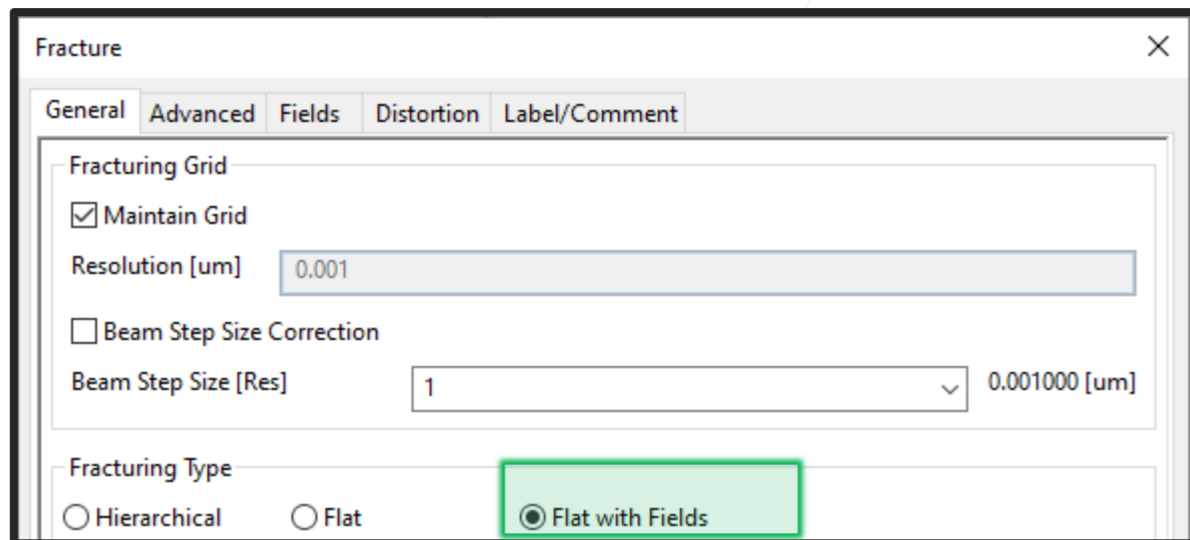 Fracture
General Advanced Fields Distortion Label/Comment
Fracturing Grid
Maintain Grid
Resolution [um] 0.001
Beam Step Size Correction
Beam Step Size [Res] 1 0.001000 [um]
Fracturing Type
Hierarchical Flat Flat with Fields